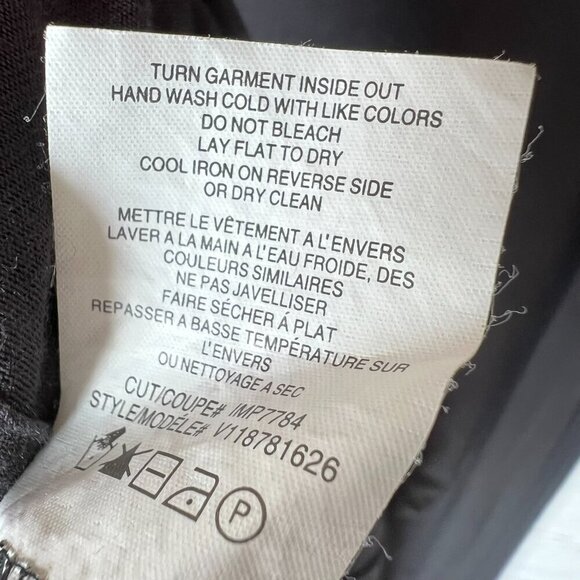 TURN GARMENT INSIDE OUT
HAND WASH COLD WITH LIKE COLORS
DO NOT BLEACH
LAY FLAT TO DRY
COOL IRON ON REVERSE SIDE
OR DRY CLEAN
METTRE LE VÊTEMENT A L'ENVERS
LAVER A LA MAIN A L'EAU FROIDE, DES
COULEURS SIMILAIRES
NE PAS JAVELLISER
FAIRE SÉCHER Á PLAT
REPASSER A BASSE TEMPÉRATURE SUR
L'ENVERS
OU NETTOYAGE A SEC
CUT/COUPE# IMP7784
STYLE/MODÉLE# V118781626
P